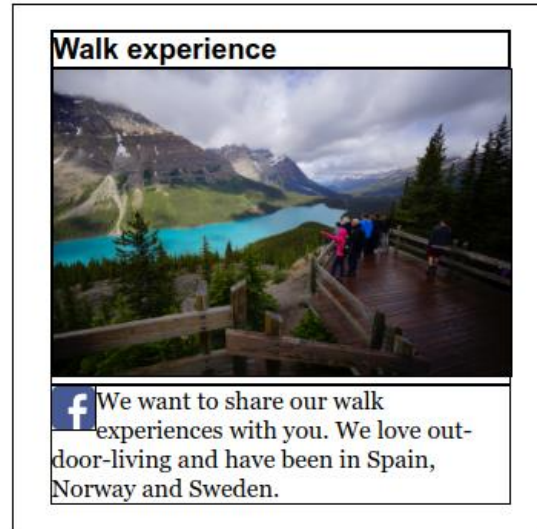 Walk experience
f
We want to share our walk
experiences with you. We love out-
door-living and have been in Spain,
Norway and Sweden.